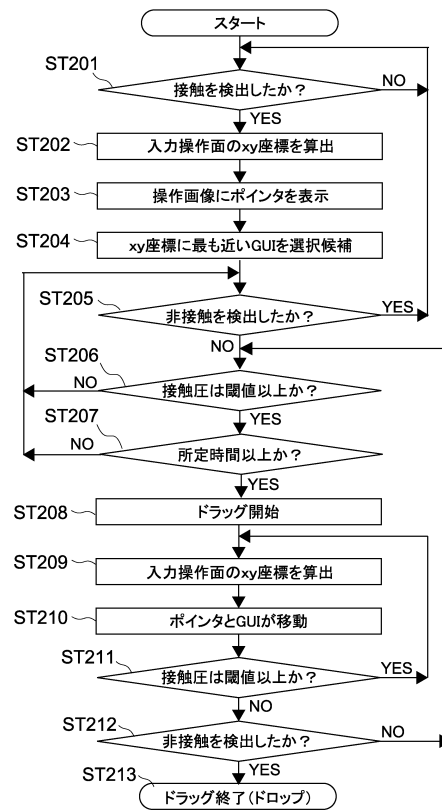 スタート
ST201
接触を検出したか?
NO
YES
ST202
入力操作面のxy座標を算出
ST203
操作画像にポインタを表示
ST204
xy座標に最も近いGUIを選択候補
ST205
非接触を検出したか?
YES
NO
ST206
接触圧は閾値以上か?
NO
YES
ST207
所定時間以上か?
NO
YES
ST208
ドラッグ開始
ST209
入力操作面のxy座標を算出
ST210
ポインタとGUIが移動
ST211
接触圧は閾値以上か?
YES
NO
ST212
非接触を検出したか?
NO
YES
ST213
ドラッグ終了(ドロップ)